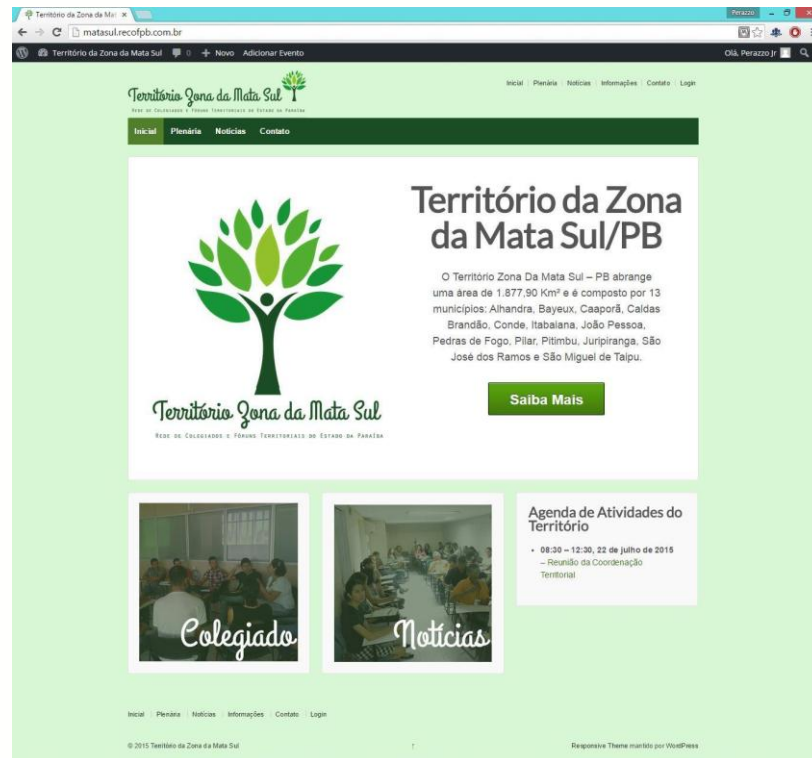 Território da Zona da Mat
Perazzo
matasul.recofpb.com.br
Território da Zona da Mata Sul 0 + Novo Adicionar Evento
Olá, Perazzo Jr
Território Zona da Mata Sul
Rede de Colegiados e Fóruns Territoriais do Estado da Paraíba
Inicial Plenária Notícias Informações Contato Login
Inicial Plenária Notícias Contato
Território da Zona
da Mata Sul/PB
O Território Zona Da Mata Sul – PB abrange
uma área de 1.877,90 Km² e é composto por 13
municípios: Alhandra, Bayeux, Caaporã, Caldas
Brandão, Conde, Itabaiana, João Pessoa,
Pedras de Fogo, Pilar, Pitimbu, Juripiranga, São
José dos Ramos e São Miguel de Taipu.
Saiba Mais
Território Zona da Mata Sul
Rede de Colegiados e Fóruns Territoriais do Estado da Paraíba
Colegiado
Notícias
Agenda de Atividades do
Território
08:30 – 12:30, 22 de julho de 2015
– Reunião da Coordenação
Territorial
Inicial Plenária Notícias Informações Contato Login
© 2015 Território da Zona da Mata Sul
↑
Responsive Theme mantido por WordPress